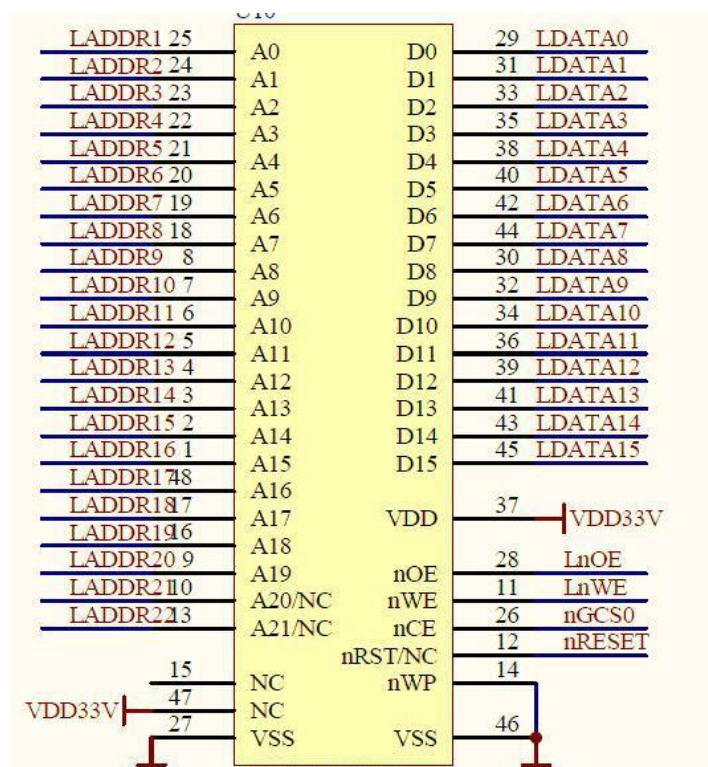 LADDR1 25 A0 D0 29 LDATA0
LADDR2 24 A1 D1 31 LDATA1
LADDR3 23 A2 D2 33 LDATA2
LADDR4 22 A3 D3 35 LDATA3
LADDR5 21 A4 D4 38 LDATA4
LADDR6 20 A5 D5 40 LDATA5
LADDR7 19 A6 D6 42 LDATA6
LADDR8 18 A7 D7 44 LDATA7
LADDR9 8 A8 D8 30 LDATA8
LADDR10 7 A9 D9 32 LDATA9
LADDR11 6 A10 D10 34 LDATA10
LADDR12 5 A11 D11 36 LDATA11
LADDR13 4 A12 D12 39 LDATA12
LADDR14 3 A13 D13 41 LDATA13
LADDR15 2 A14 D14 43 LDATA14
LADDR16 1 A15 D15 45 LDATA15
LADDR17 48 A16
LADDR18 17 A17 VDD 37 VDD33V
LADDR19 16 A18
LADDR20 9 A19 nOE 28 LnOE
LADDR21 10 A20/NC nWE 11 LnWE
LADDR22 13 A21/NC nCE 26 nGCS0
nRST/NC 12 nRESET
15 NC nWP 14
VDD33V 47 NC
27 VSS VSS 46